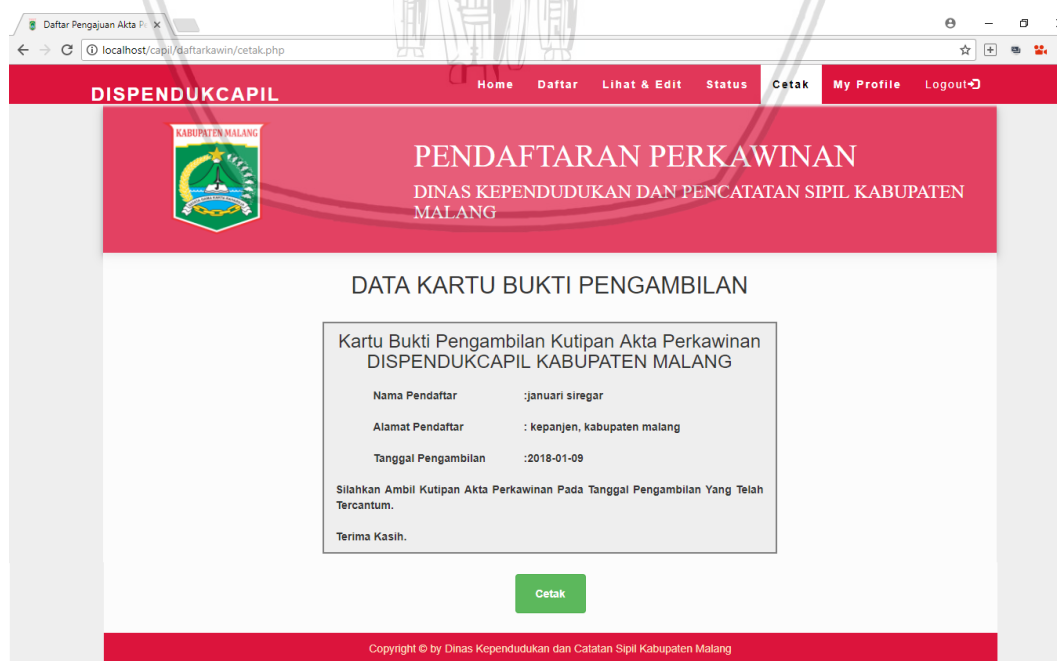 Daftar Pengajuan Akta Pe
localhost/capil/daftarkawin/cetak.php
DISPENDUKCAPIL
Home Daftar Lihat & Edit Status Cetak My Profile Logout
KABUPATEN MALANG
PENDAFTARAN PERKAWINAN
DINAS KEPENDUDUKAN DAN PENCATATAN SIPIL KABUPATEN
MALANG
DATA KARTU BUKTI PENGAMBILAN
Kartu Bukti Pengambilan Kutipan Akta Perkawinan
DISPENDUKCAPIL KABUPATEN MALANG
Nama Pendaftar :januari siregar
Alamat Pendaftar : kepanjen, kabupaten malang
Tanggal Pengambilan :2018-01-09
Silahkan Ambil Kutipan Akta Perkawinan Pada Tanggal Pengambilan Yang Telah
Tercantum.
Terima Kasih.
Cetak
Copyright © by Dinas Kependudukan dan Catatan Sipil Kabupaten Malang